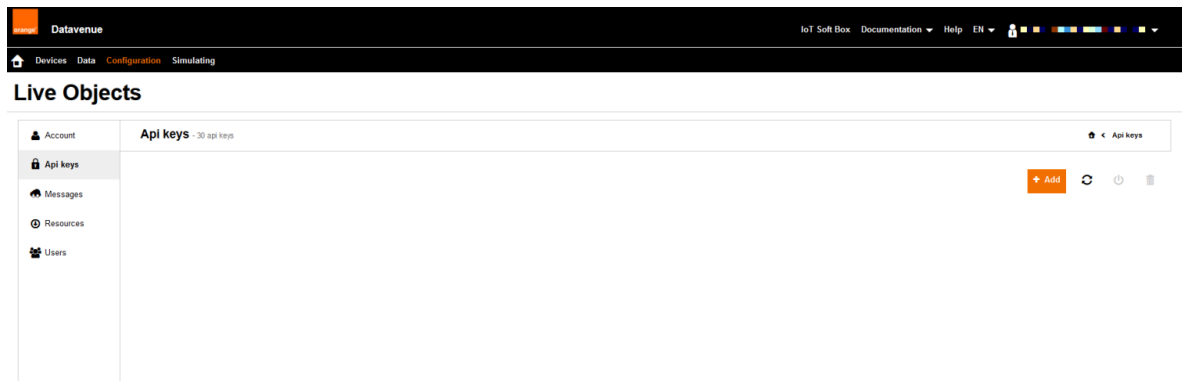 orange Datavenue IoT Soft Box Documentation Help EN
Devices Data Configuration Simulating
Live Objects
Account
Api keys - 30 api keys
< Api keys
Api keys
+ Add
Messages
Resources
Users